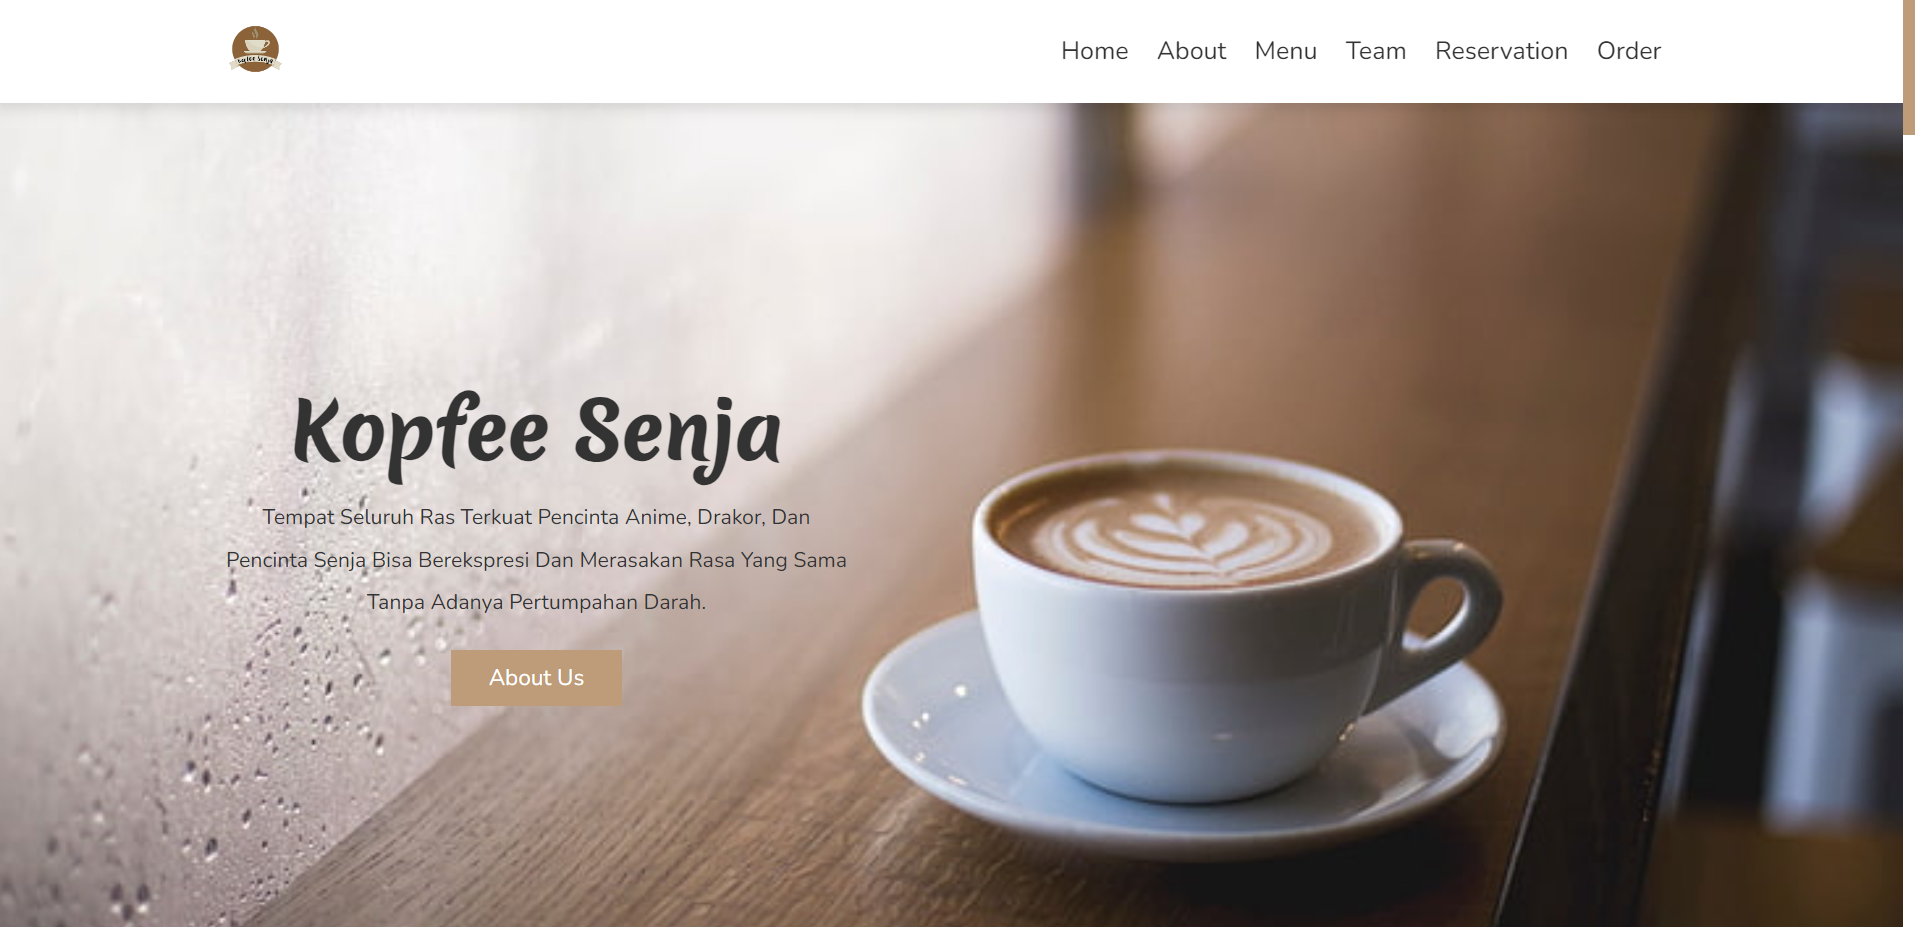 Kopfee Senja
Home About Menu Team Reservation Order
Kopfee Senja
Tempat Seluruh Ras Terkuat Pencinta Anime, Drakor, Dan
Pencinta Senja Bisa Berekspresi Dan Merasakan Rasa Yang Sama
Tanpa Adanya Pertumpahan Darah.
About Us